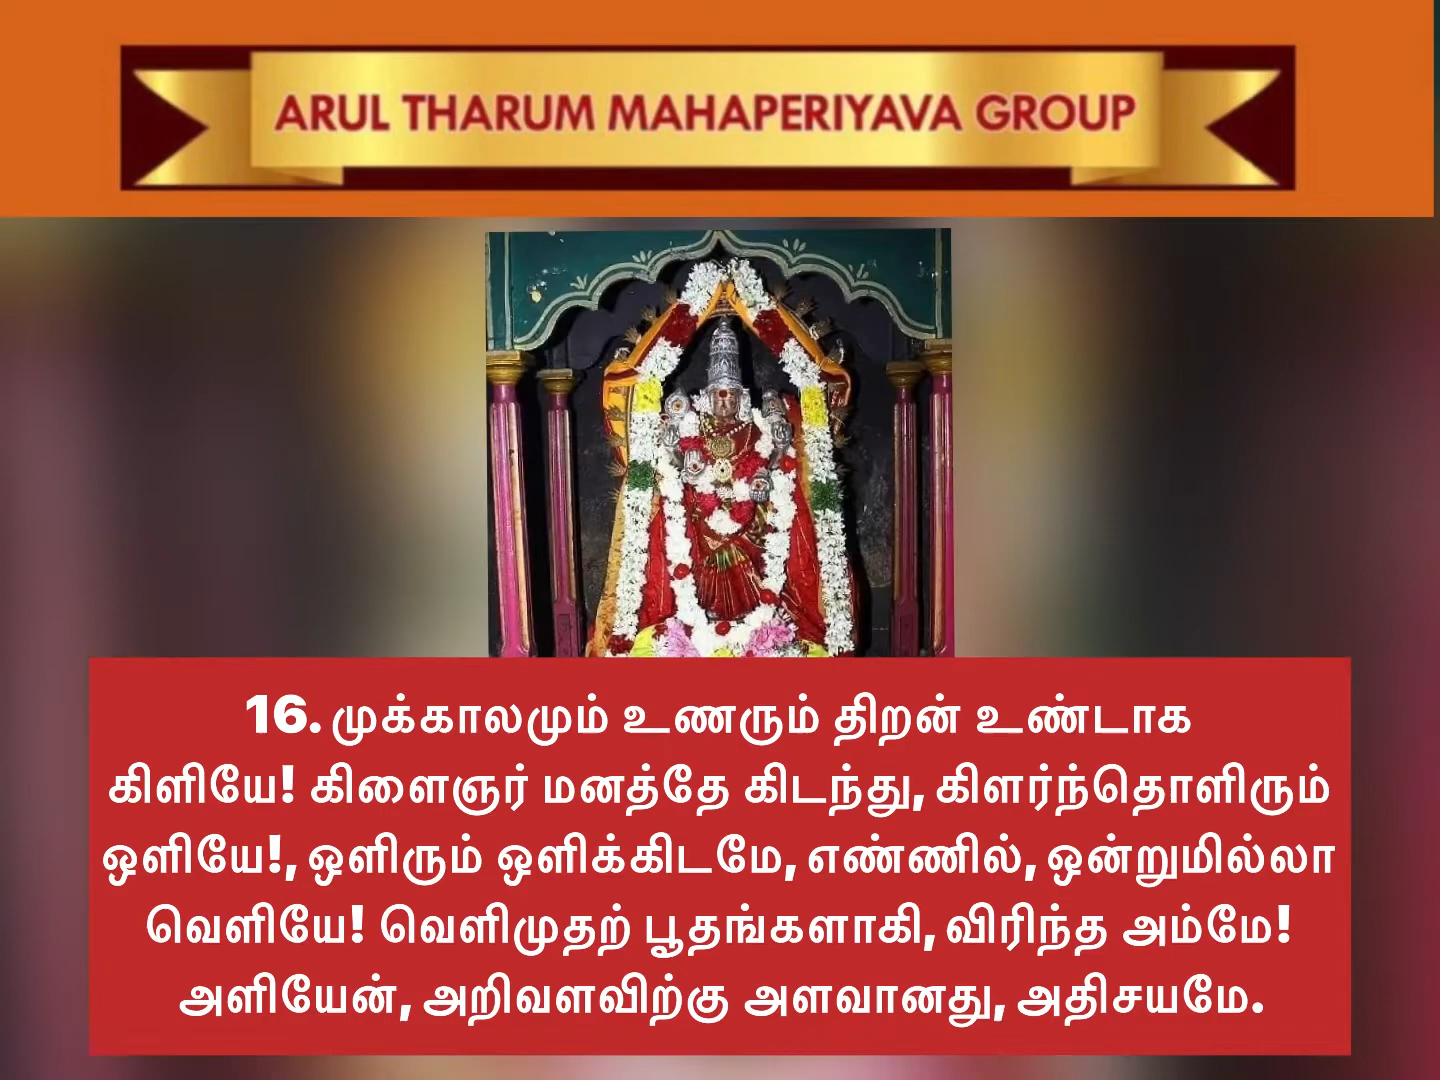 ARUL THARUM MAHAPERIYAVA GROUP
16. முக்காலமும் உணரும் திறன் உண்டாக
கிளியே! கிளைஞர் மனத்தே கிடந்து, கிளர்ந்தொளிரும்
ஒளியே!, ஒளிரும் ஒளிக்கிடமே, எண்ணில், ஒன்றுமில்லா
வெளியே! வெளிமுதற் பூதங்களாகி, விரிந்த அம்மே!
அளியேன், அறிவளவிற்கு அளவானது, அதிசயமே.